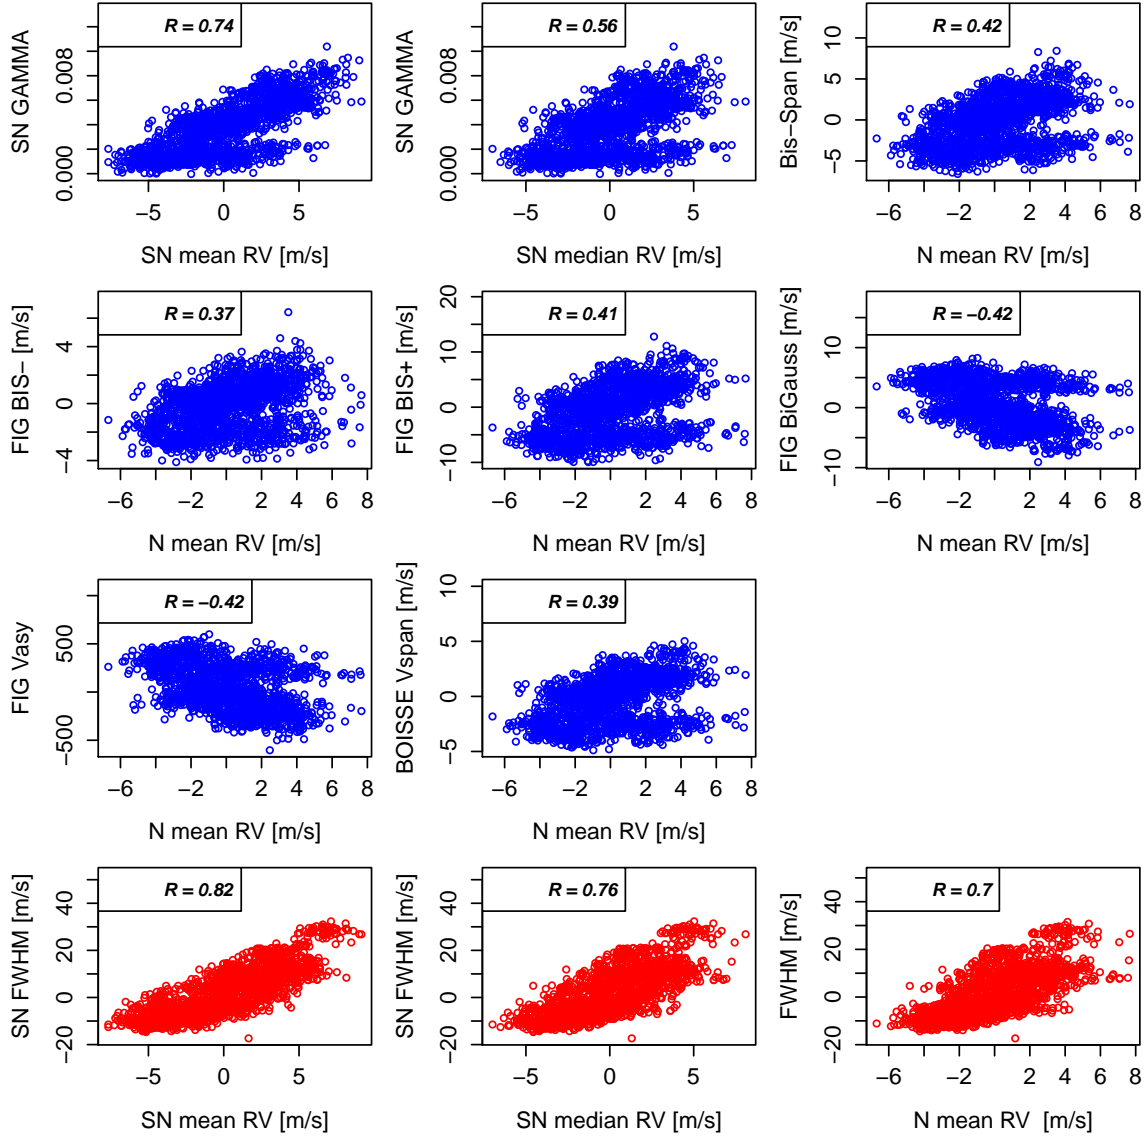 R = 0.74
SN GAMMA
0.000 0.008
−5 0 5
SN mean RV [m/s]
R = 0.56
SN GAMMA
0.000 0.008
−5 0 5
SN median RV [m/s]
R = 0.42
Bis−Span [m/s]
−5 0 5 10
−6 −2 2 4 6 8
N mean RV [m/s]
R = 0.37
FIG BIS− [m/s]
−4 0 4
−6 −2 2 4 6 8
N mean RV [m/s]
R = 0.41
FIG BIS+ [m/s]
−10 0 10 20
−6 −2 2 4 6 8
N mean RV [m/s]
R = −0.42
FIG BiGauss [m/s]
−10 0 10
−6 −2 2 4 6 8
N mean RV [m/s]
R = −0.42
FIG Vasy
−500 500
−6 −2 2 4 6 8
N mean RV [m/s]
R = 0.39
BOISSE Vspan [m/s]
−5 0 5 10
−6 −2 2 4 6 8
N mean RV [m/s]
R = 0.82
SN FWHM [m/s]
−20 0 20 40
−5 0 5
SN mean RV [m/s]
R = 0.76
SN FWHM [m/s]
−20 0 20 40
−5 0 5
SN median RV [m/s]
R = 0.7
FWHM [m/s]
−20 0 20 40
−6 −2 2 4 6 8
N mean RV [m/s]